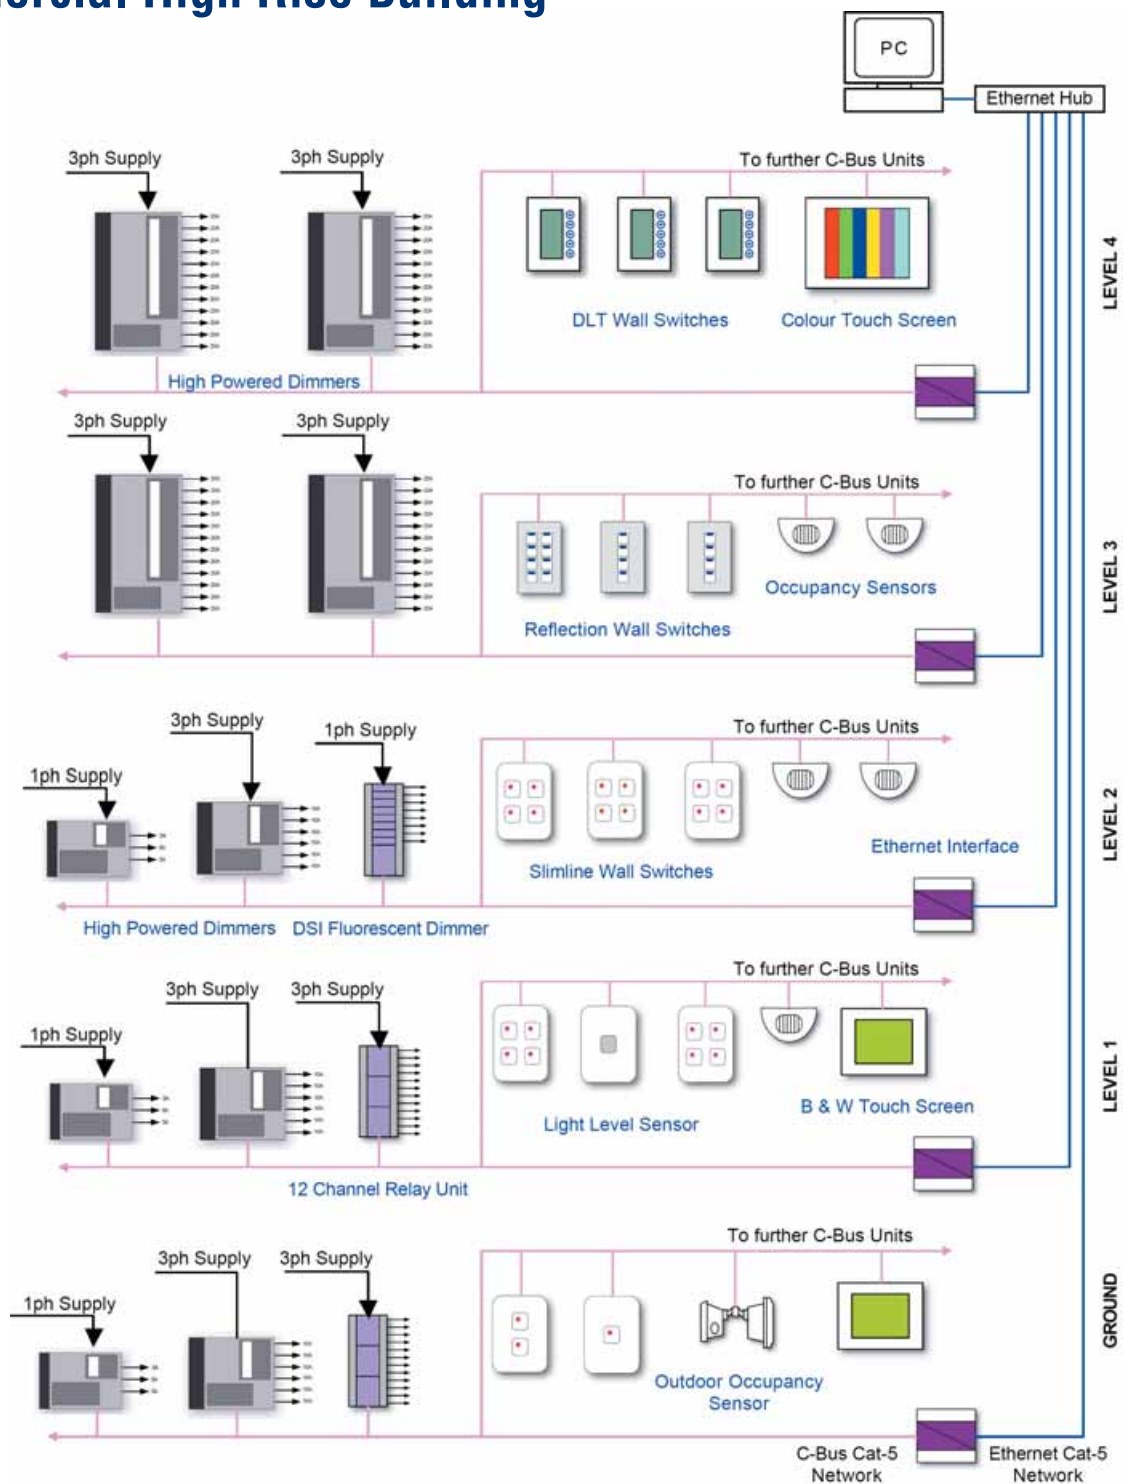 High Rise Building
PC
Ethernet Hub
3ph Supply
3ph Supply
To further C-Bus Units
DLT Wall Switches
Colour Touch Screen
LEVEL 4
High Powered Dimmers
3ph Supply
3ph Supply
To further C-Bus Units
Occupancy Sensors
Reflection Wall Switches
LEVEL 3
3ph Supply
1ph Supply
1ph Supply
To further C-Bus Units
Slimline Wall Switches
Ethernet Interface
LEVEL 2
High Powered Dimmers
DSI Fluorescent Dimmer
3ph Supply
3ph Supply
1ph Supply
To further C-Bus Units
Light Level Sensor
B & W Touch Screen
LEVEL 1
12 Channel Relay Unit
3ph Supply
3ph Supply
1ph Supply
To further C-Bus Units
Outdoor Occupancy
Sensor
GROUND
C-Bus Cat-5
Network
Ethernet Cat-5
Network